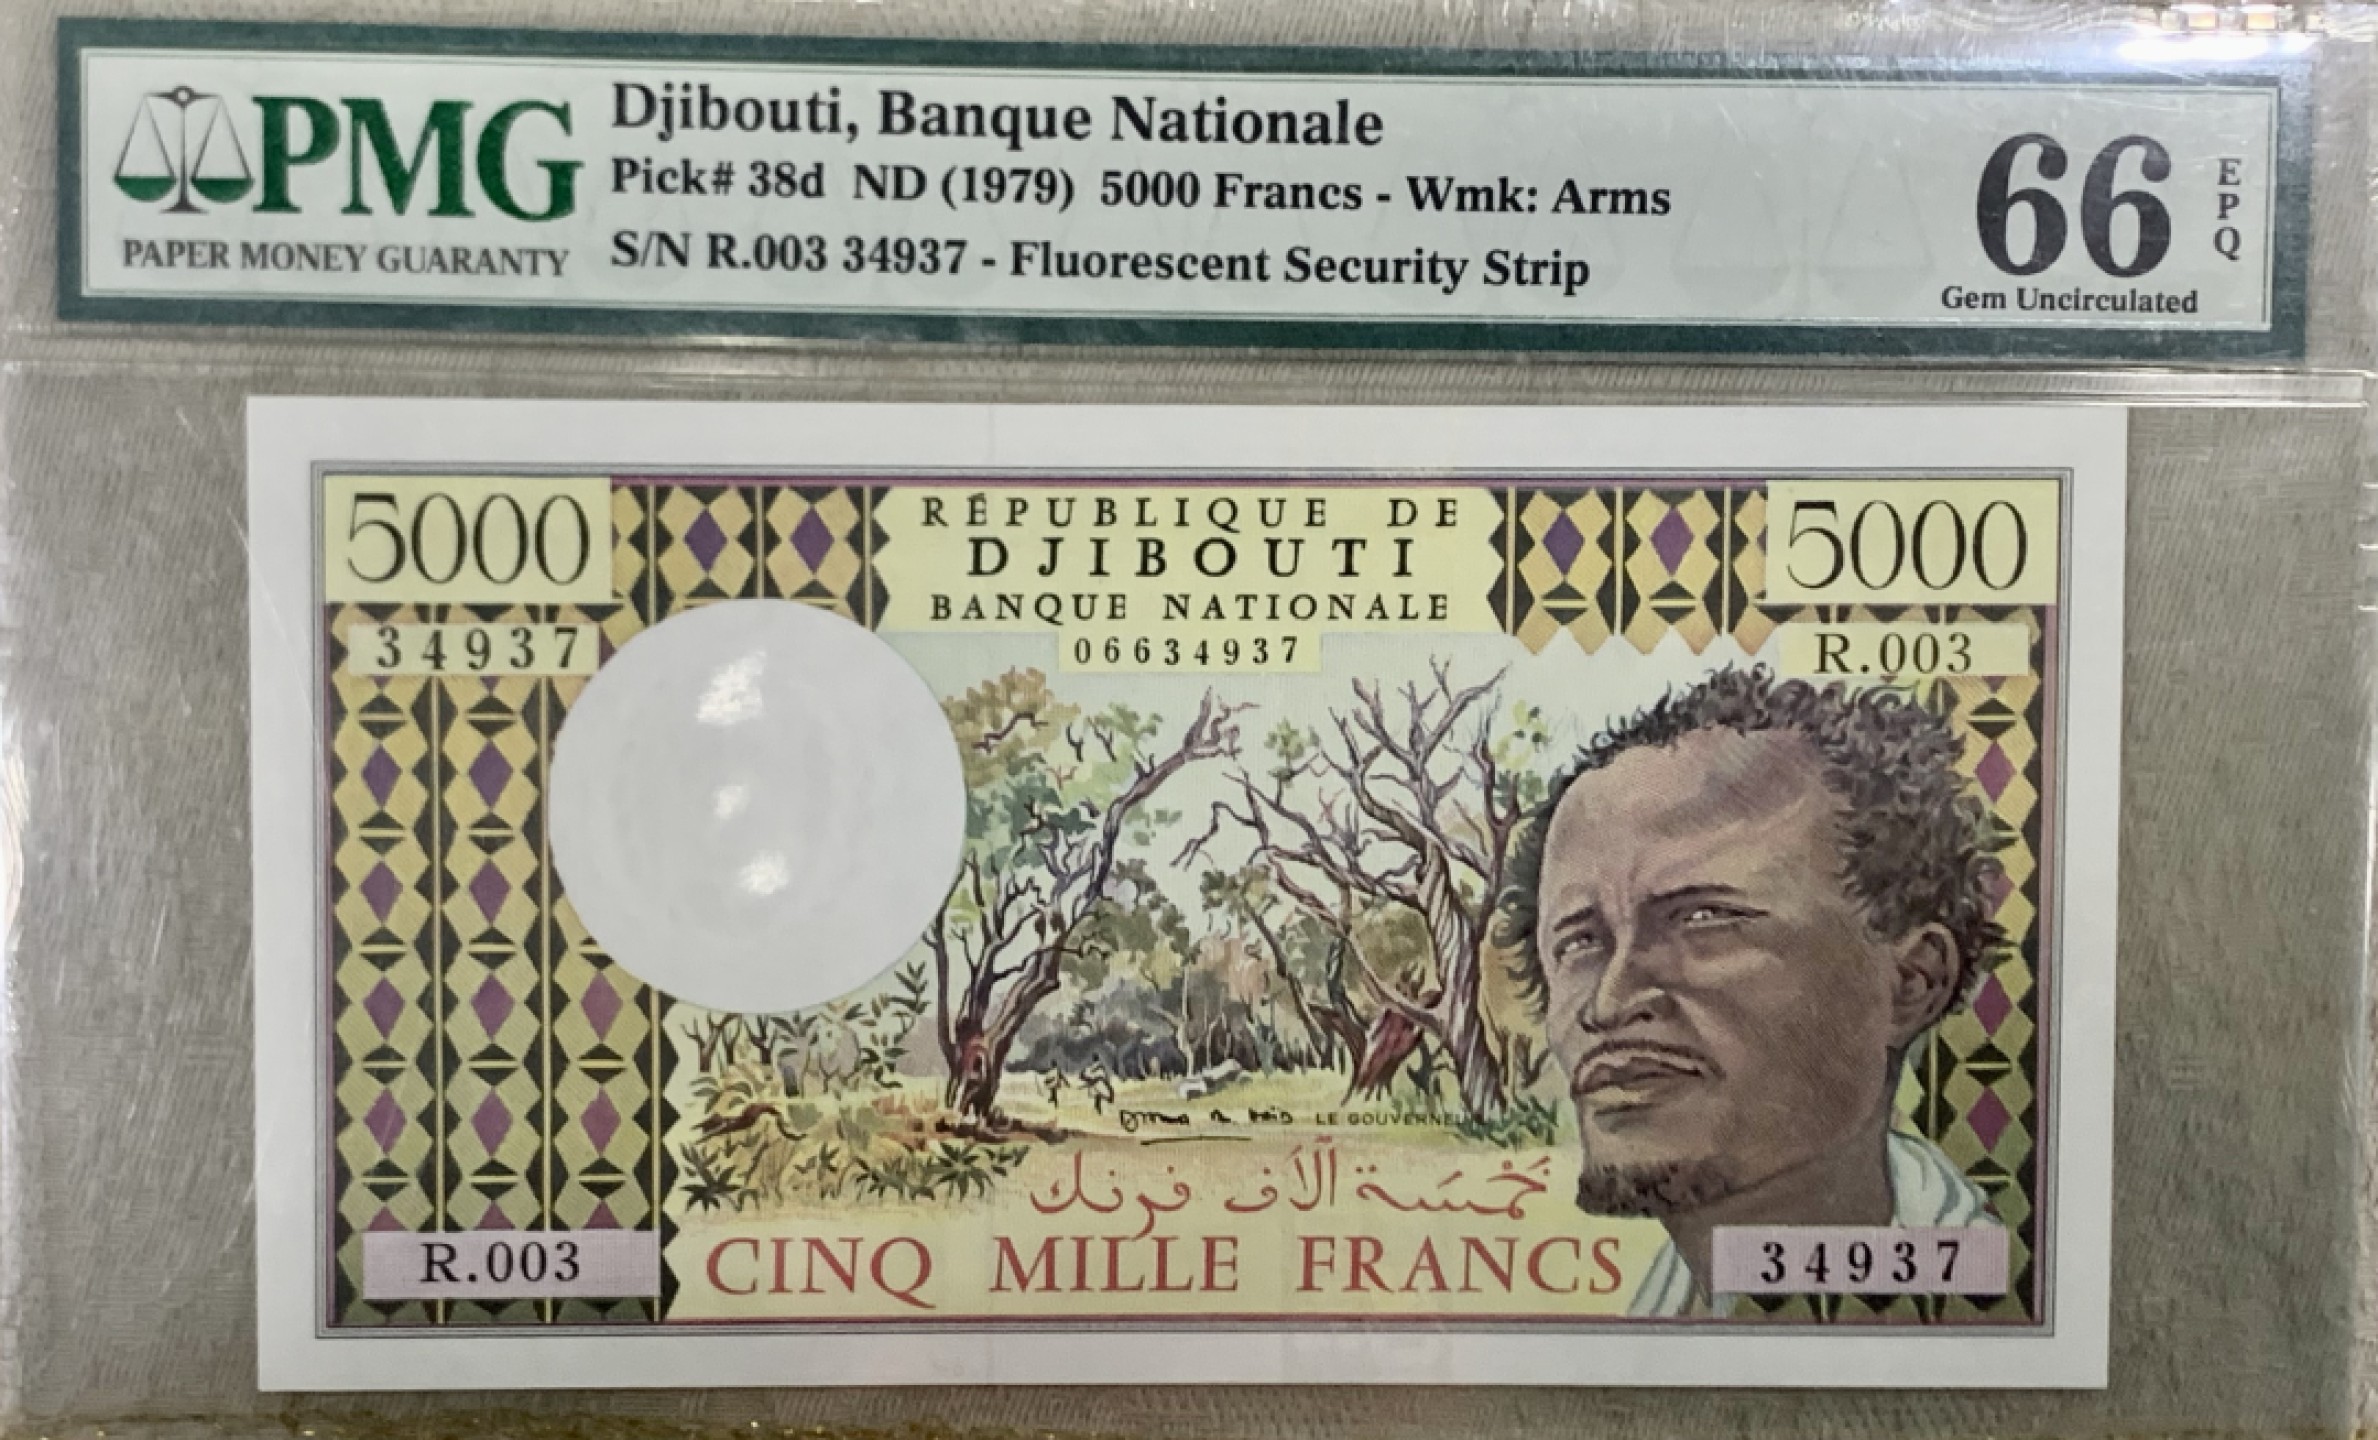 PMG
PAPER MONEY GUARANTY
Djibouti, Banque Nationale
Pick# 38d ND (1979) 5000 Francs - Wmk: Arms
S/N R.003 34937 - Fluorescent Security Strip
66
EPQ
Gem Uncirculated
5000
RÉPUBLIQUE DE
DJIBOUTI
BANQUE NATIONALE
5000
34937
06634937
R.003
LE GOUVERNEUR
خَمْسَة آلَاف فرنك
CINQ MILLE FRANCS
R.003
34937